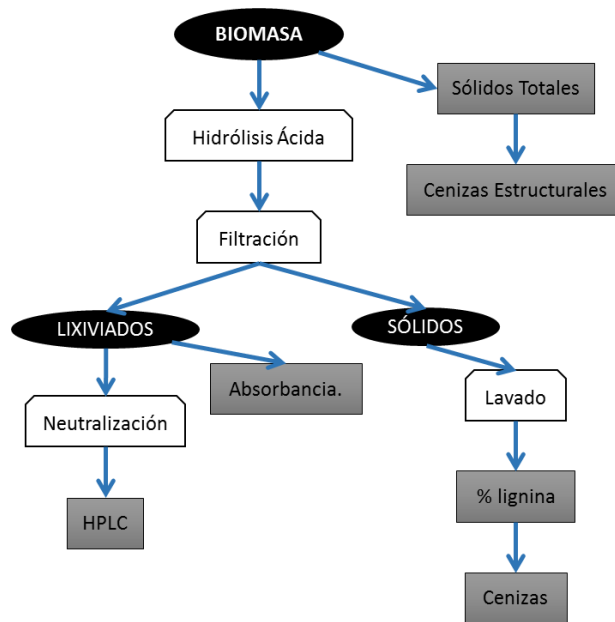 BIOMASA
Sólidos Totales
Hidrólisis Ácida
Cenizas Estructurales
Filtración
LIXIVIADOS
SÓLIDOS
Absorbancia.
Lavado
Neutralización
% lignina
HPLC
Cenizas